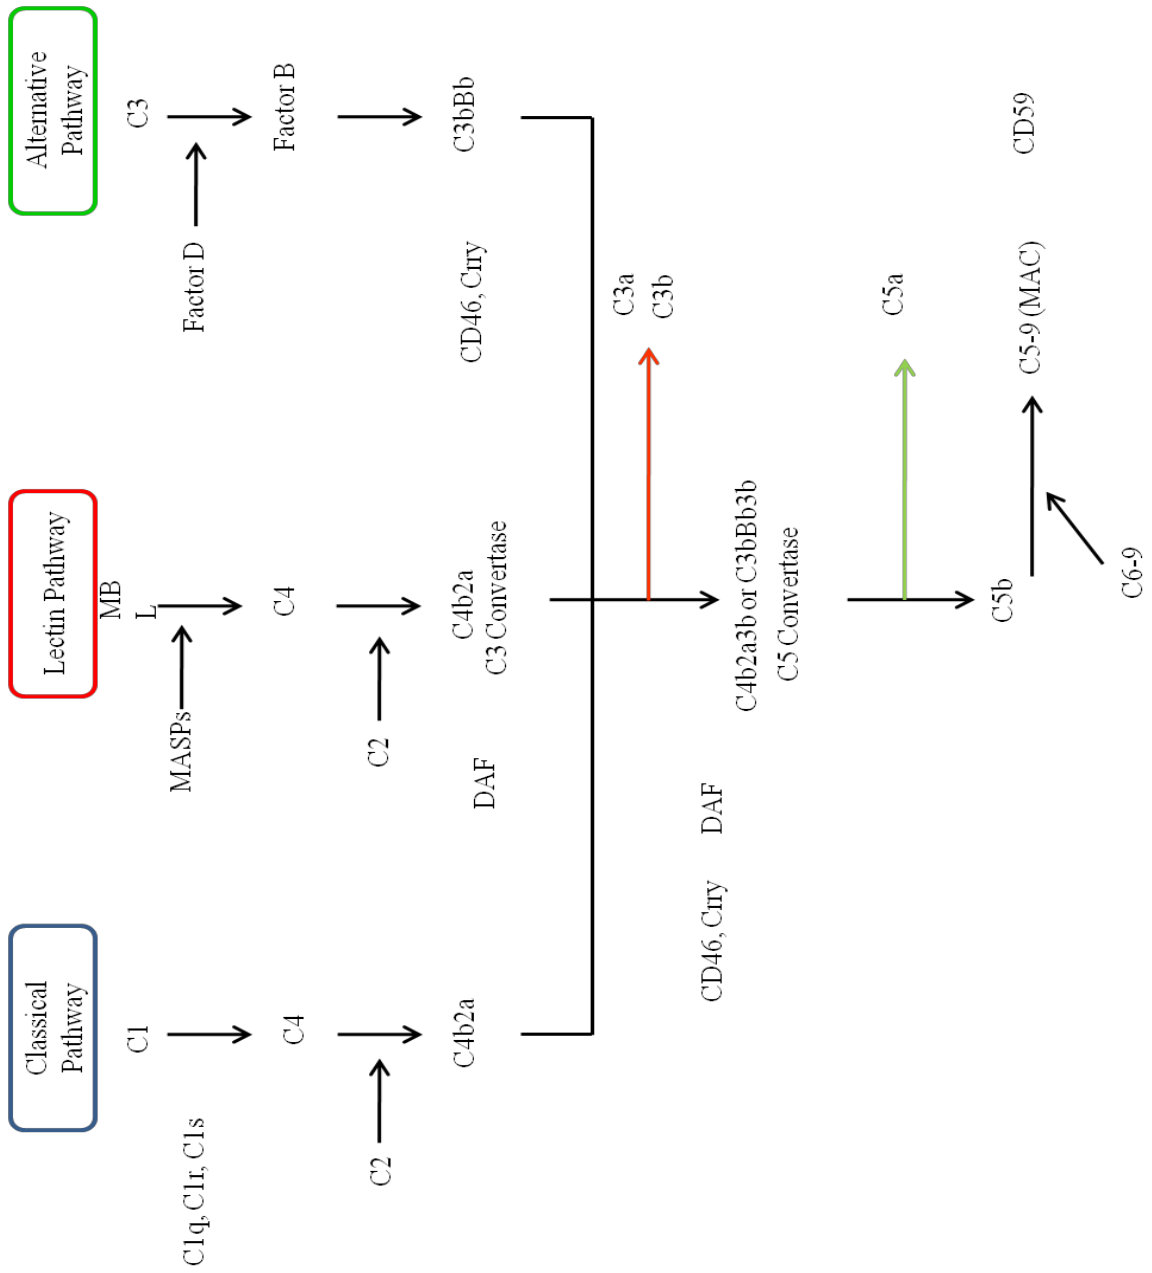 Classical
Pathway
Lectin Pathway
Alternative
Pathway
MB
L
C1
C3
C1q, C1r, C1s
MASPs
Factor D
C4
C4
Factor B
C2
C2
C4b2a
C4b2a
C3 Convertase
C3bBb
DAF
CD46, Crry
C3a
C3b
CD46, Crry
DAF
C4b2a3b or C3bBb3b
C5 Convertase
C5a
C5b
C5-9 (MAC)
CD59
C6-9